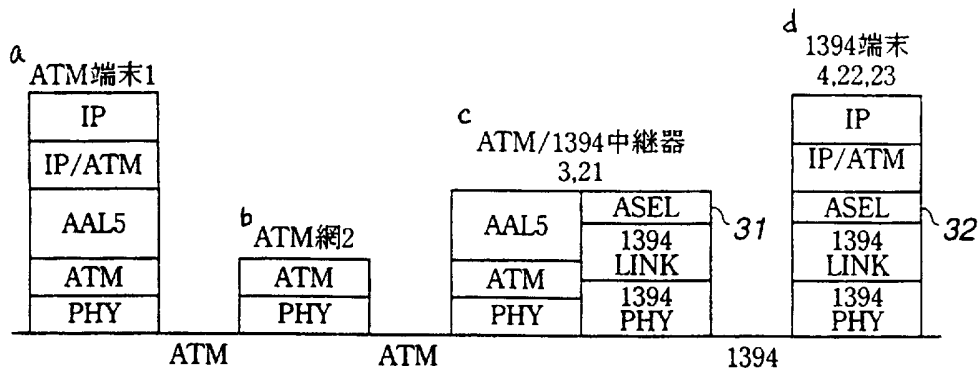 a
ATM端末1
IP
IP/ATM
AAL5
ATM
PHY
b
ATM網2
ATM
PHY
c
ATM/1394中継器
3,21
AAL5
ATM
PHY
ASEL
31
1394
LINK
1394
PHY
d
1394端末
4,22,23
IP
IP/ATM
ASEL
32
1394
LINK
1394
PHY
ATM
ATM
1394